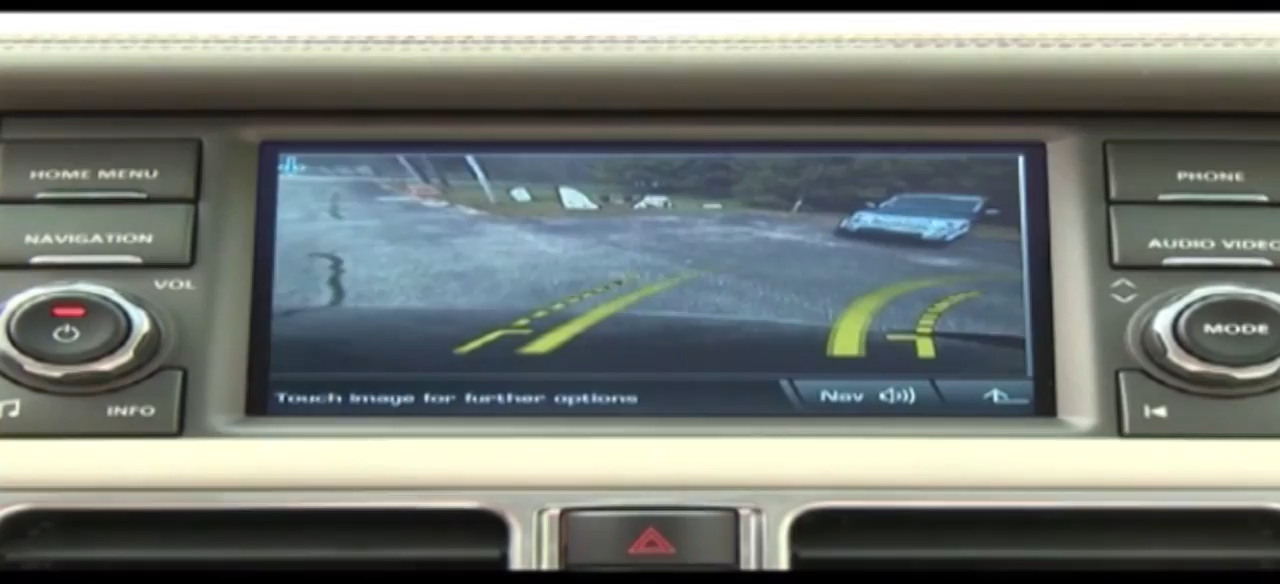 HOME MENU
NAVIGATION
VOL
INFO
Touch image for further options
Nav
PHONE
AUDIO VIDEO
MODE